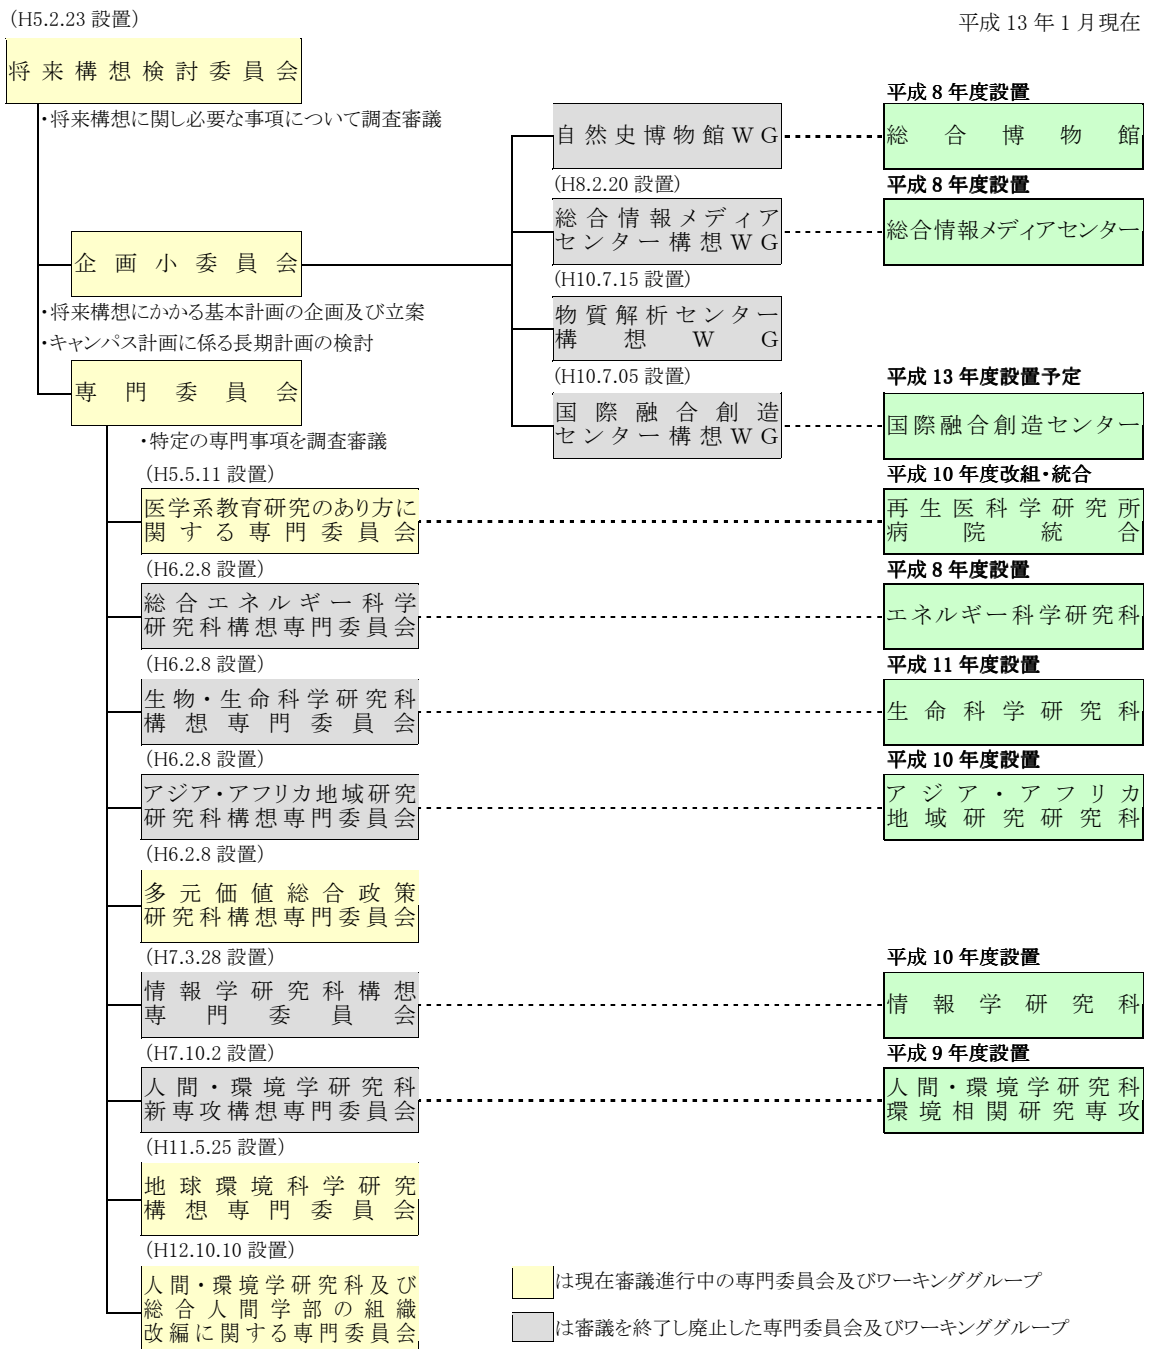 (H5.2.23 設置)
平成 13 年 1 月現在
将来構想検討委員会
・将来構想に関し必要な事項について調査審議
企画小委員会
・将来構想にかかる基本計画の企画及び立案
・キャンパス計画に係る長期計画の検討
専門委員会
・特定の専門事項を調査審議
自然史博物館WG
平成 8 年度設置
総合博物館
(H8.2.20 設置)
総合情報メディア
センター構想WG
平成 8 年度設置
総合情報メディアセンター
(H10.7.15 設置)
物質解析センター
構想WG
(H10.7.05 設置)
国際融合創造
センター構想WG
平成 13 年度設置予定
国際融合創造センター
(H5.5.11 設置)
医学系教育研究のあり方に
関する専門委員会
平成 10 年度改組・統合
再生医科学研究所
病院統合
(H6.2.8 設置)
総合エネルギー科学
研究科構想専門委員会
平成 8 年度設置
エネルギー科学研究科
(H6.2.8 設置)
生物・生命科学研究科
構想専門委員会
平成 11 年度設置
生命科学研究科
(H6.2.8 設置)
アジア・アフリカ地域研究
研究科構想専門委員会
平成 10 年度設置
アジア・アフリカ
地域研究研究科
(H6.2.8 設置)
多元価値総合政策
研究科構想専門委員会
(H7.3.28 設置)
情報学研究科構想
専門委員会
平成 10 年度設置
情報学研究科
(H7.10.2 設置)
人間・環境学研究科
新専攻構想専門委員会
平成 9 年度設置
人間・環境学研究科
環境相関研究専攻
(H11.5.25 設置)
地球環境科学研究
構想専門委員会
(H12.10.10 設置)
人間・環境学研究科及び
総合人間学部の組織
改編に関する専門委員会
は現在審議進行中の専門委員会及びワーキンググループ
は審議を終了し廃止した専門委員会及びワーキンググループ